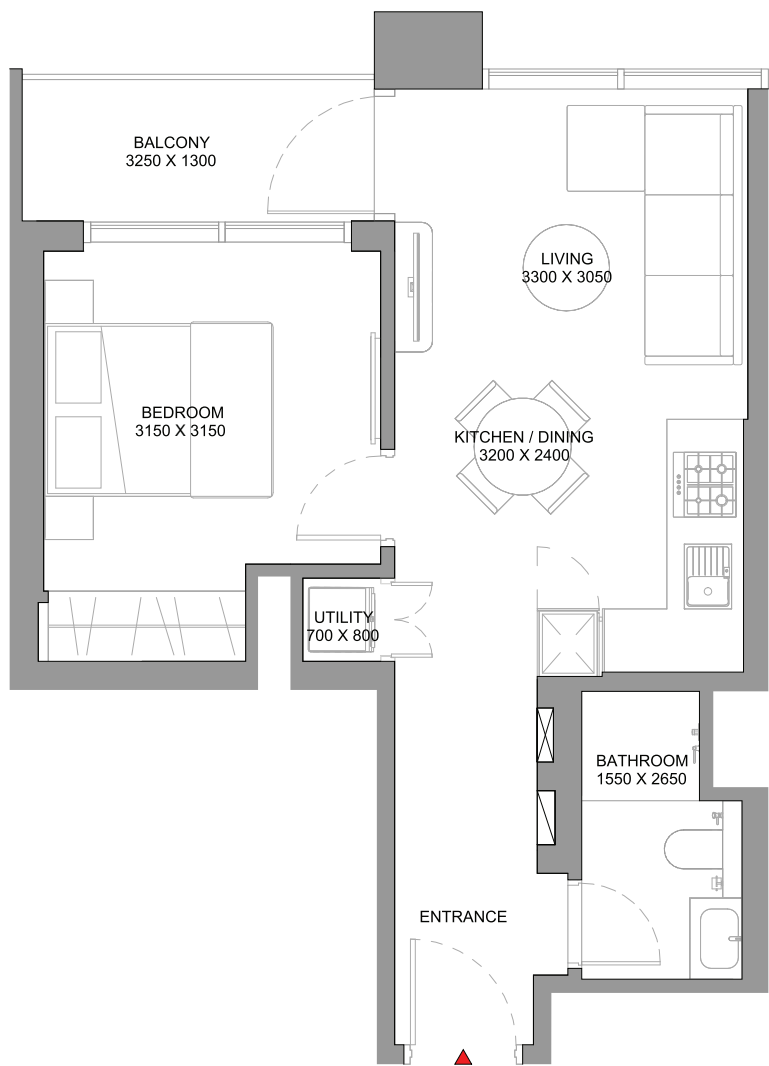 BALCONY
3250 X 1300
LIVING
3300 X 3050
BEDROOM
3150 X 3150
KITCHEN / DINING
3200 X 2400
UTILITY
700 X 800
BATHROOM
1550 X 2650
ENTRANCE